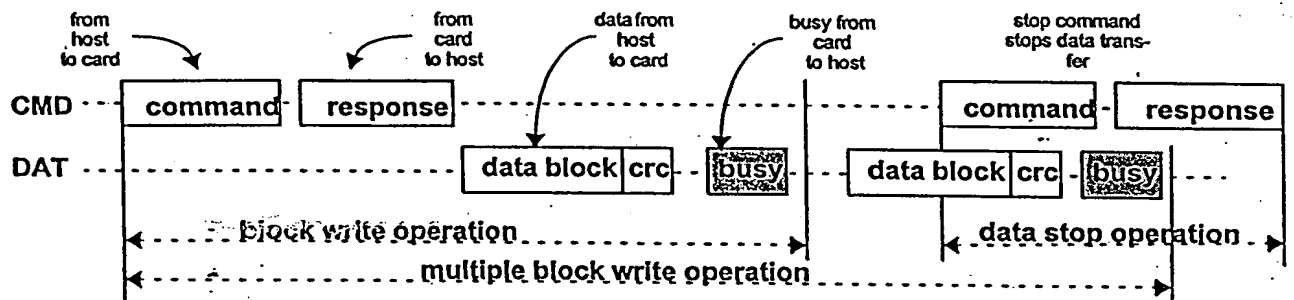 from
host
to card
from
card
to host
data from
host
to card
busy from
card
to host
stop command
stops data trans-
fer
CMD command response command response
DAT data block crc busy data block crc busy
block write operation data stop operation
multiple block write operation